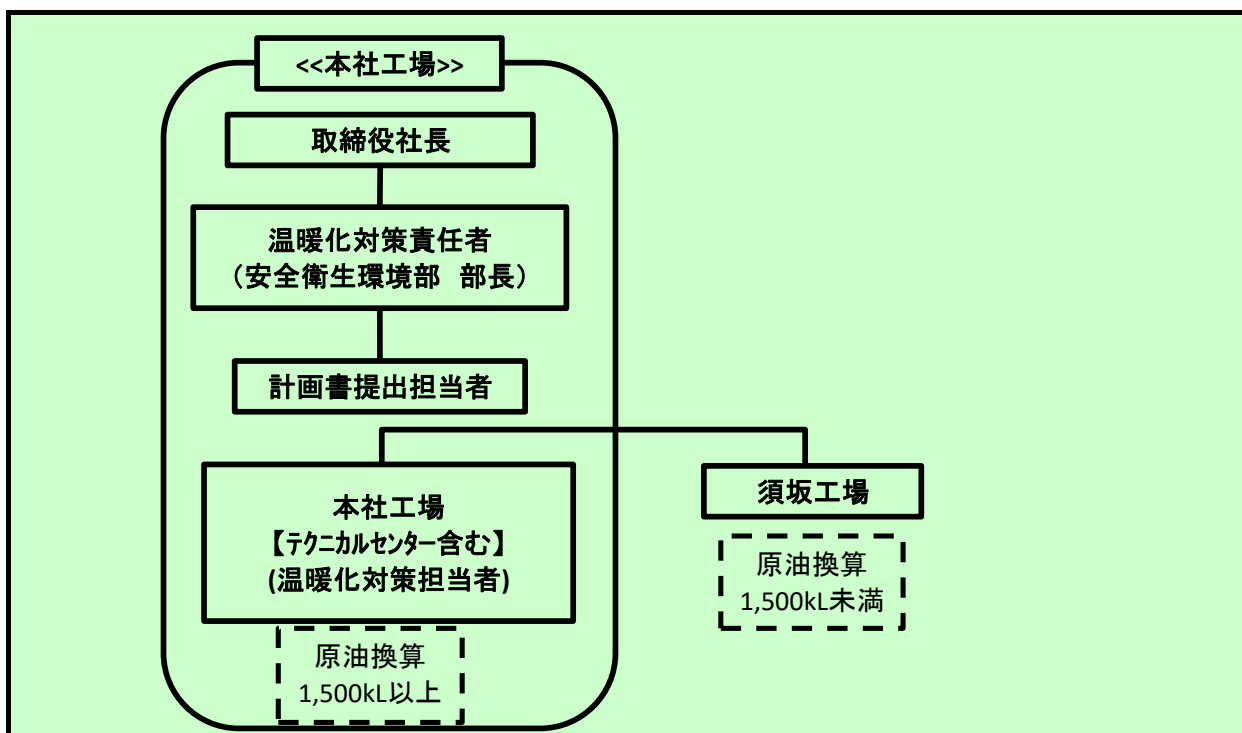 <<本社工場>>
取締役社長
温暖化対策責任者
（安全衛生環境部　部長）
計画書提出担当者
本社工場
【テクニカルセンター含む】
(温暖化対策担当者)
原油換算
1,500kL以上
須坂工場
原油換算
1,500kL未満